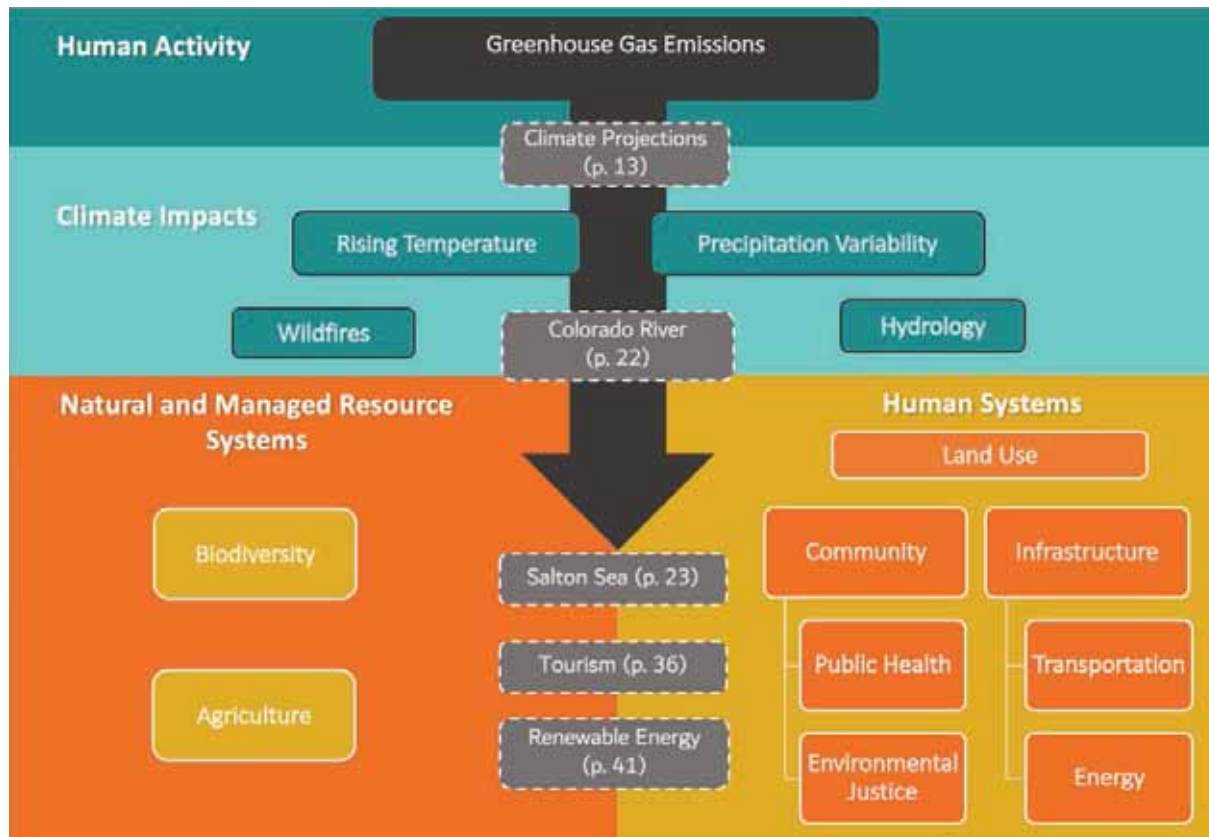 Human Activity
Greenhouse Gas Emissions
Climate Projections
(p. 13)
Climate Impacts
Rising Temperature
Precipitation Variability
Wildfires
Colorado River
(p. 22)
Hydrology
Natural and Managed Resource
Systems
Human Systems
Land Use
Biodiversity
Agriculture
Salton Sea (p. 23)
Tourism (p. 36)
Renewable Energy
(p. 41)
Community
Infrastructure
Public Health
Transportation
Environmental
Justice
Energy